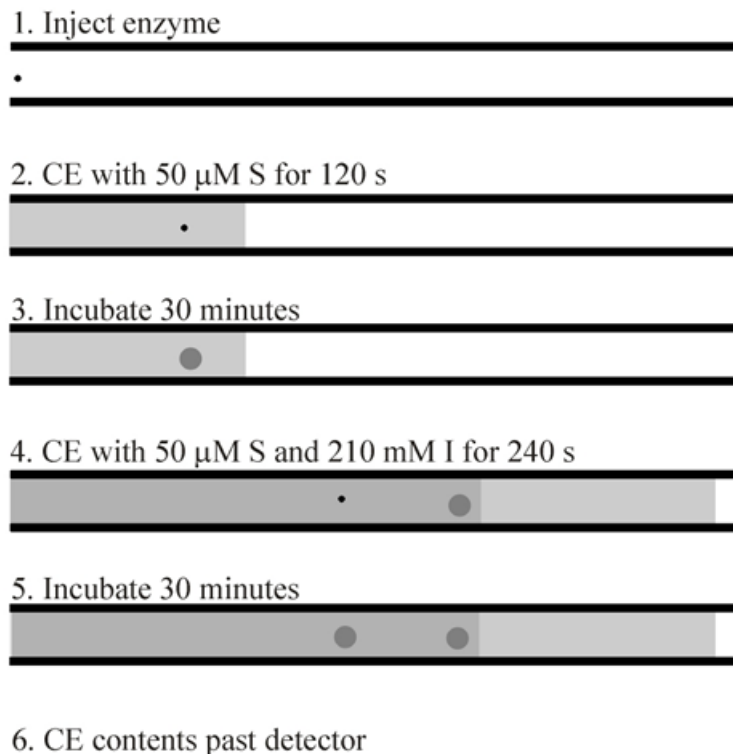 1. Inject enzyme
2. CE with 50 μM S for 120 s
3. Incubate 30 minutes
4. CE with 50 μM S and 210 mM I for 240 s
5. Incubate 30 minutes
6. CE contents past detector